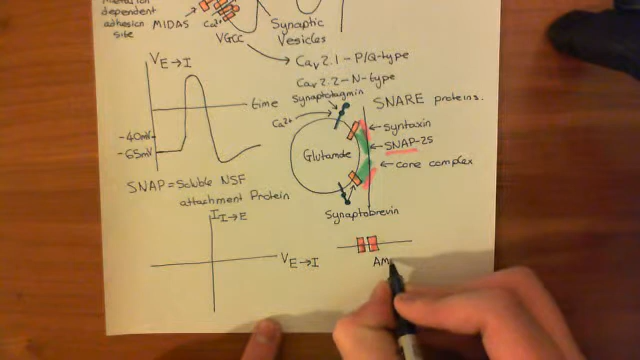 dependent
adhesion MIDAS
site
Ca2+
VGCC
Synaptic
Vesicles
Cav2.1 - P/Q-type
Cav2.2 - N-type
VE→I
time
-40mV
-65mV
Synaptotagmin
Ca2+
SNARE proteins.
Glutamate
syntaxin
SNAP-25
core complex
SNAP = Soluble NSF
attachment Protein
Synaptobrevin
II→E
VE→I
AM